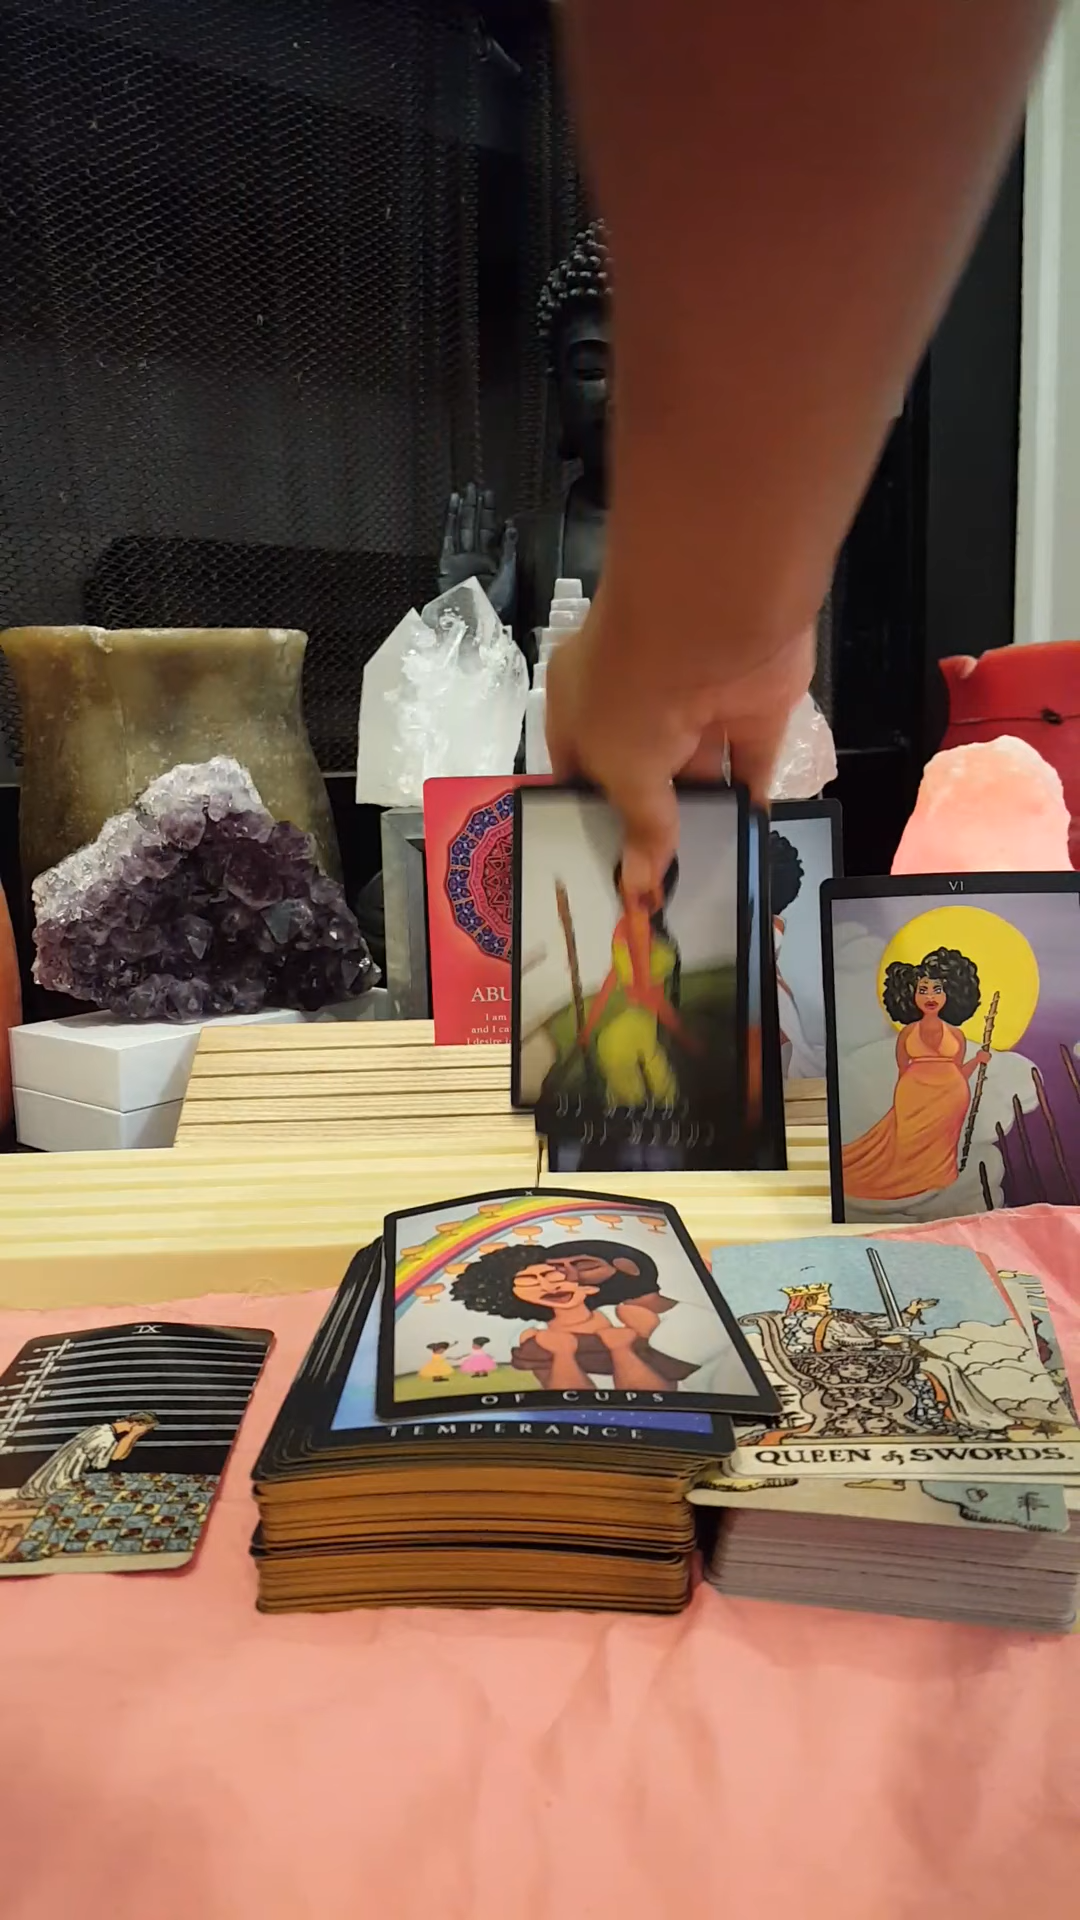 ABU
I am
and I ca
I desire i
VI
X
OF CUPS
TEMPERANCE
IX
QUEEN of SWORDS.